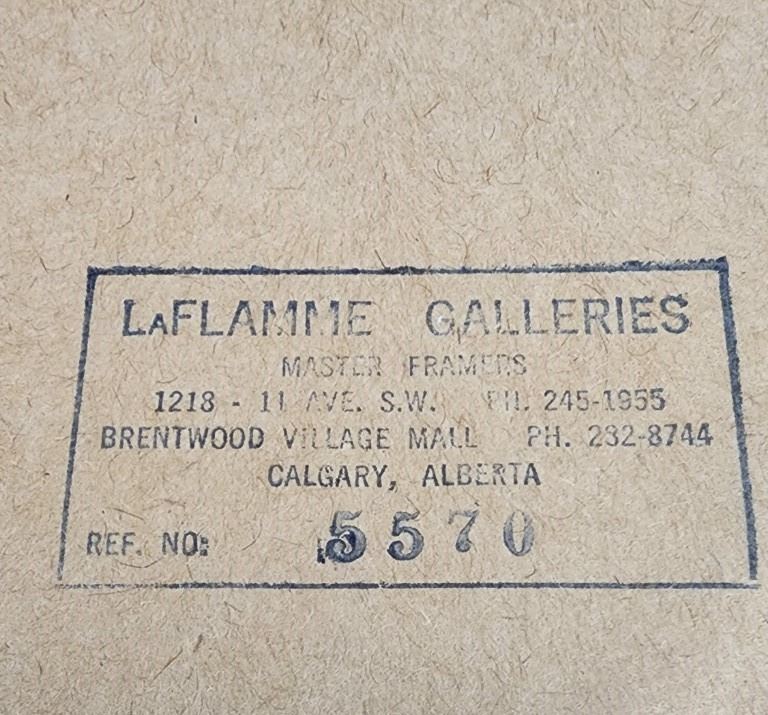 LAFLAMME GALLERIES
MASTER FRAMERS
1218 - 11 AVE. S.W. PH. 245-1955
BRENTWOOD VILLAGE MALL PH. 282-8744
CALGARY, ALBERTA
REF. NO: 5570